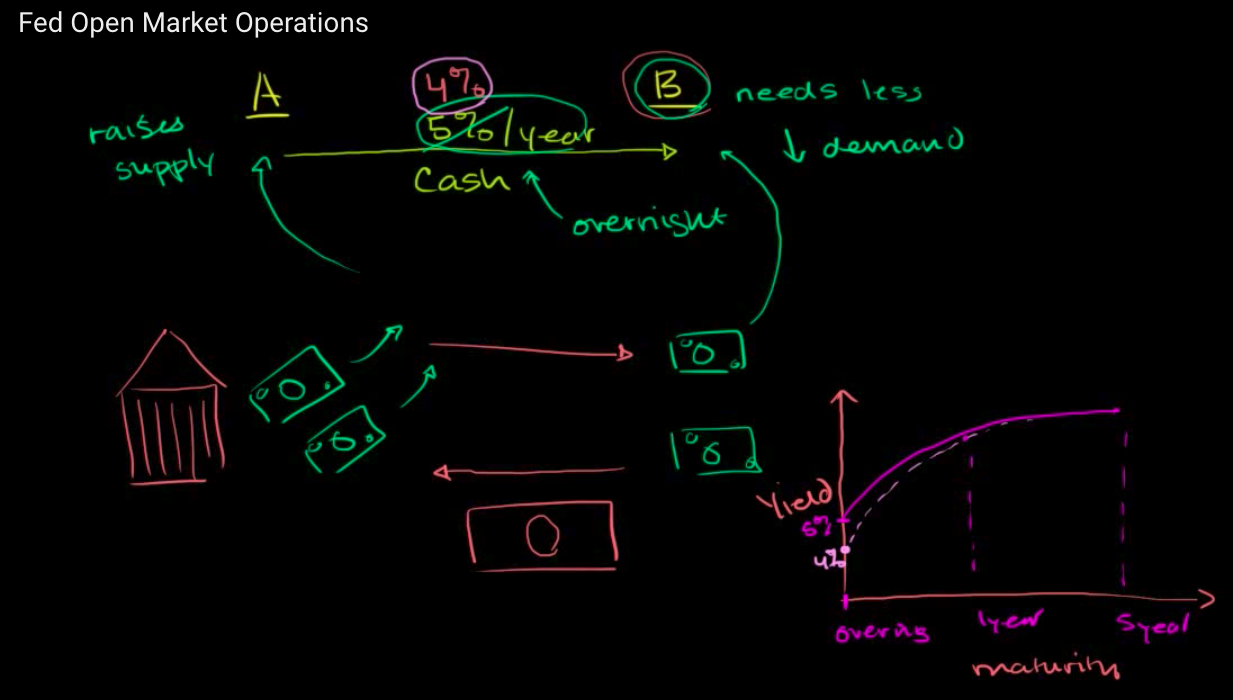 Fed Open Market Operations
A
4%
B
needs less
5%/year
raises
supply
↓ demand
Cash
overnight
Yield
5%
4%
overnig
1year
5year
maturity